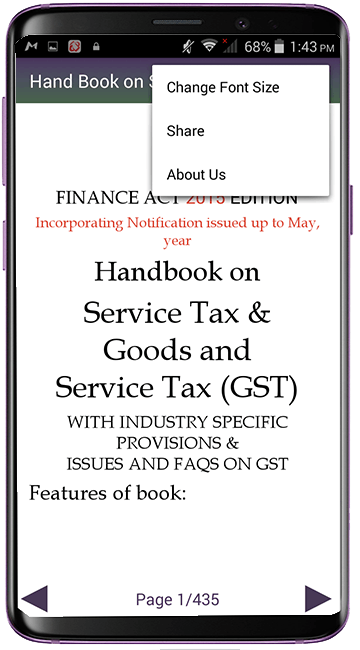 68% 1:43 PM
Hand Book on S
Change Font Size
Share
About Us
FINANCE ACT 2015 EDITION
Incorporating Notification issued up to May,
year
Handbook on
Service Tax &
Goods and
Service Tax (GST)
WITH INDUSTRY SPECIFIC
PROVISIONS &
ISSUES AND FAQS ON GST
Features of book:
Page 1/435